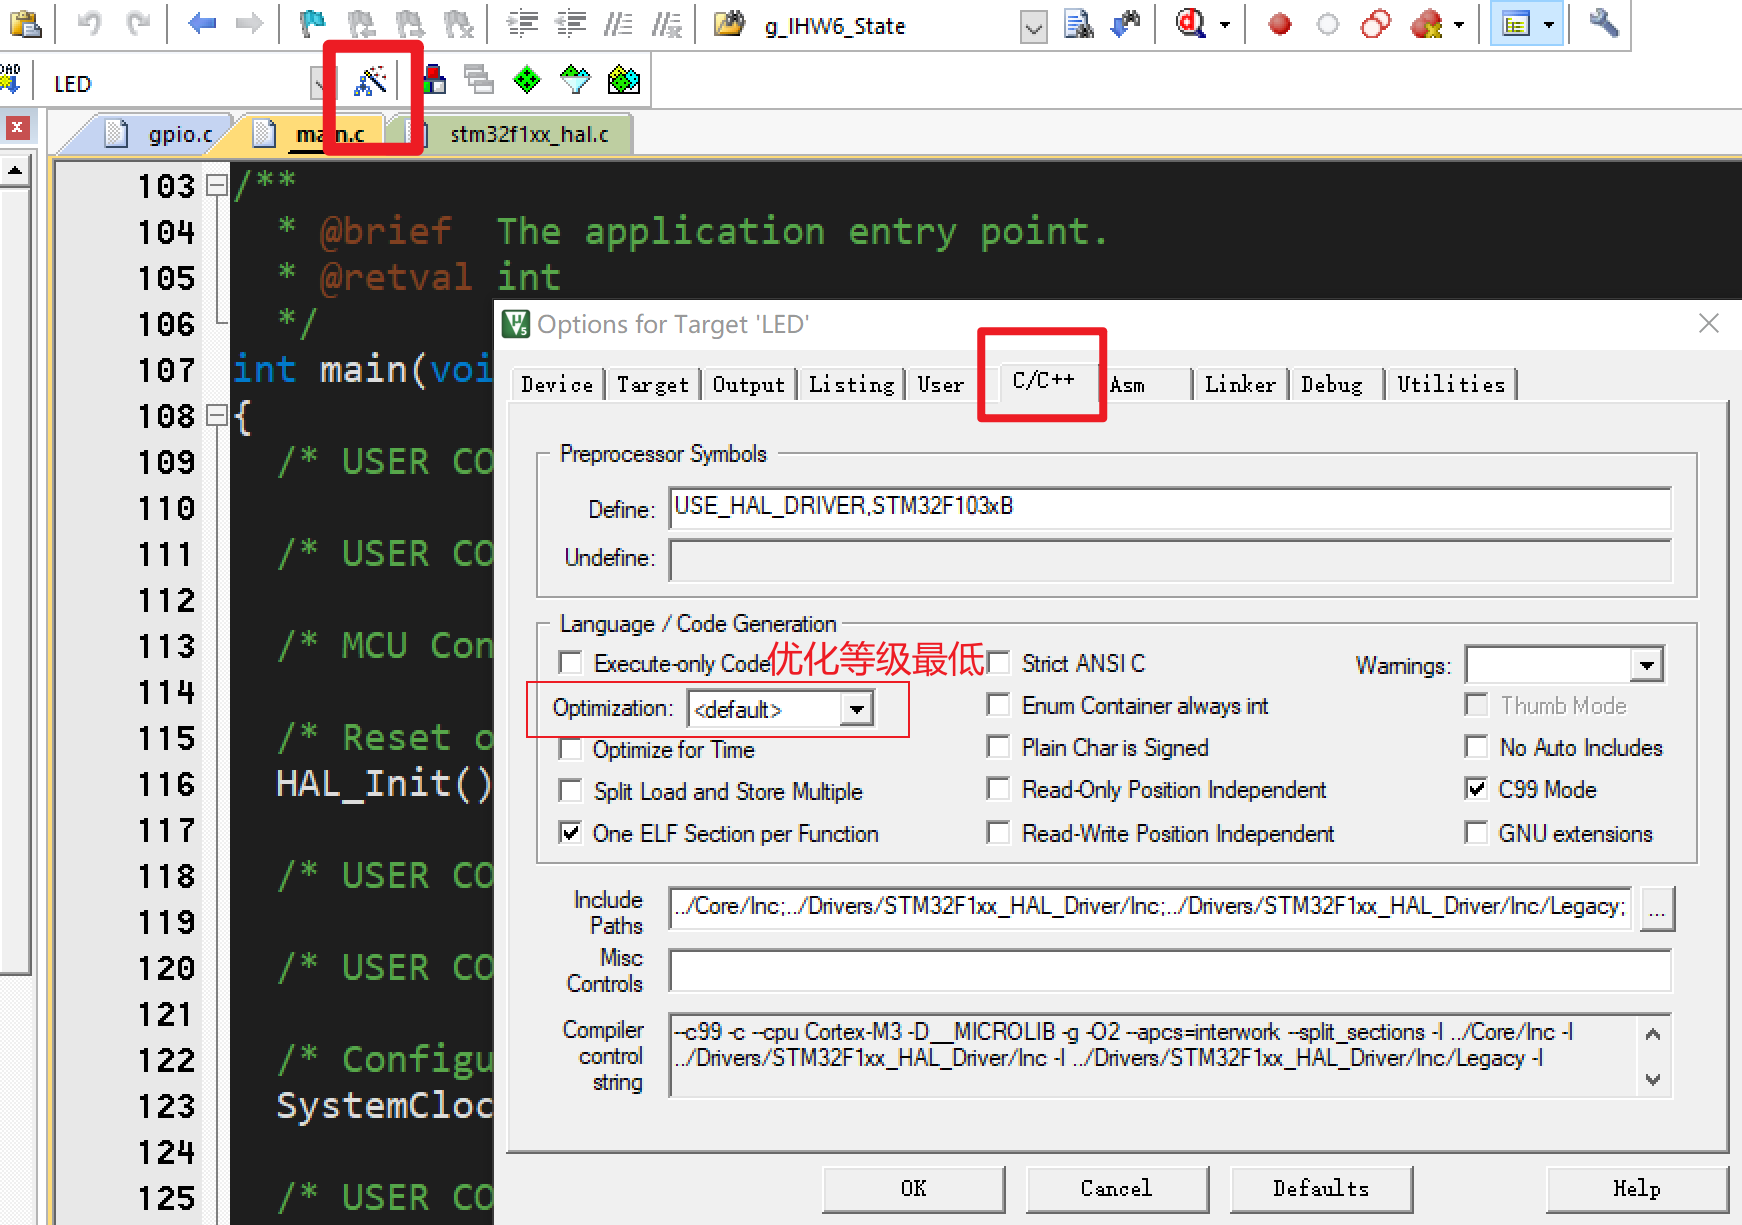 g_IHW6_State
LED
gpio.c
main.c
stm32f1xx_hal.c
103 /**
104 * @brief The application entry point.
105 * @retval int
106 */
107 int main(voi
108 {
109 /* USER CO
110
111 /* USER CO
112
113 /* MCU Con
114
115 /* Reset o
116 HAL_Init()
117
118 /* USER CO
119
120 /* USER CO
121
122 /* Configu
123 SystemCloc
124
125 /* USER CO
Options for Target 'LED'
Device Target Output Listing User C/C++ Asm Linker Debug Utilities
Preprocessor Symbols
Define: USE_HAL_DRIVER,STM32F103xB
Undefine:
Language / Code Generation
优化等级最低
Execute-only Code
Strict ANSI C
Warnings:
Optimization: <default>
Enum Container always int
Thumb Mode
Optimize for Time
Plain Char is Signed
No Auto Includes
Split Load and Store Multiple
Read-Only Position Independent
C99 Mode
One ELF Section per Function
Read-Write Position Independent
GNU extensions
Include
Paths
../Core/Inc;../Drivers/STM32F1xx_HAL_Driver/Inc;../Drivers/STM32F1xx_HAL_Driver/Inc/Legacy;
...
Misc
Controls
Compiler
control
string
--c99 -c --cpu Cortex-M3 -D__MICROLIB -g -O2 --apcs=interwork --split_sections -I ../Core/Inc -I
../Drivers/STM32F1xx_HAL_Driver/Inc -I ../Drivers/STM32F1xx_HAL_Driver/Inc/Legacy -I
OK Cancel Defaults Help